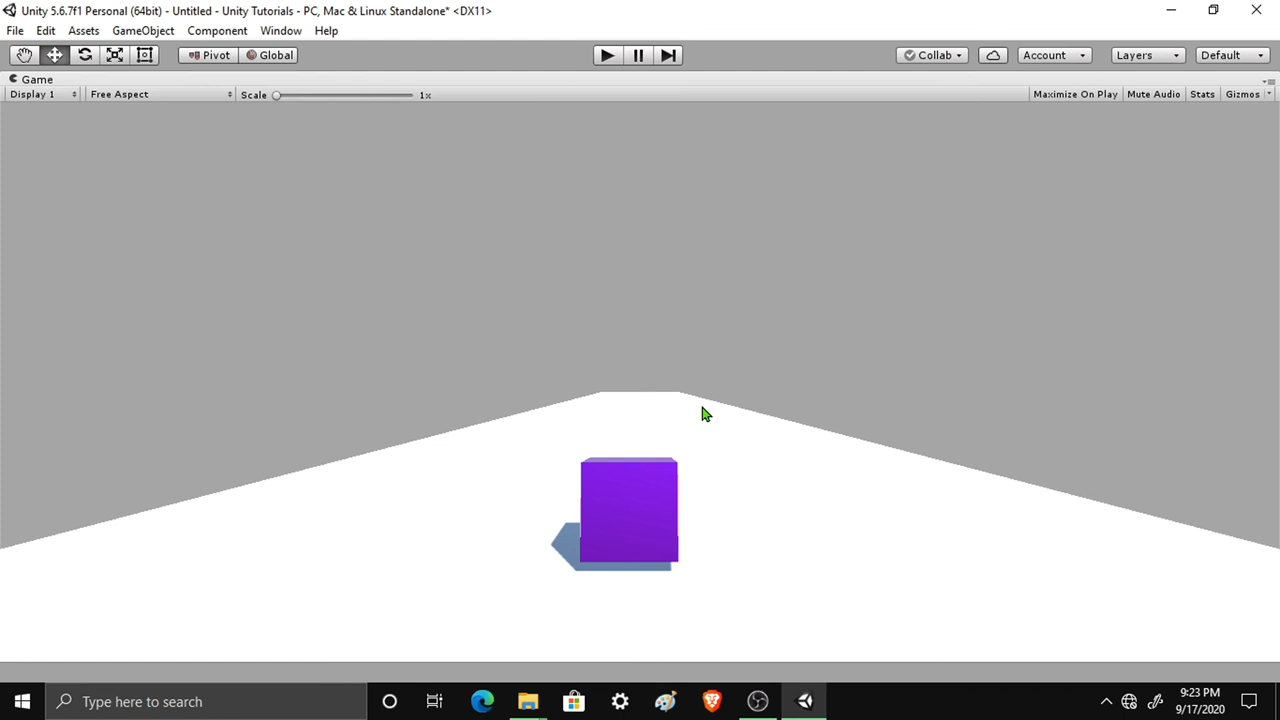 Unity 5.6.7f1 Personal (64bit) - Untitled - Unity Tutorials - PC, Mac & Linux Standalone* <DX11>
File Edit Assets GameObject Component Window Help
Pivot Global Collab Account Layers Default
Game
Display 1 Free Aspect Scale 1x Maximize On Play Mute Audio Stats Gizmos
Type here to search
9:23 PM
9/17/2020